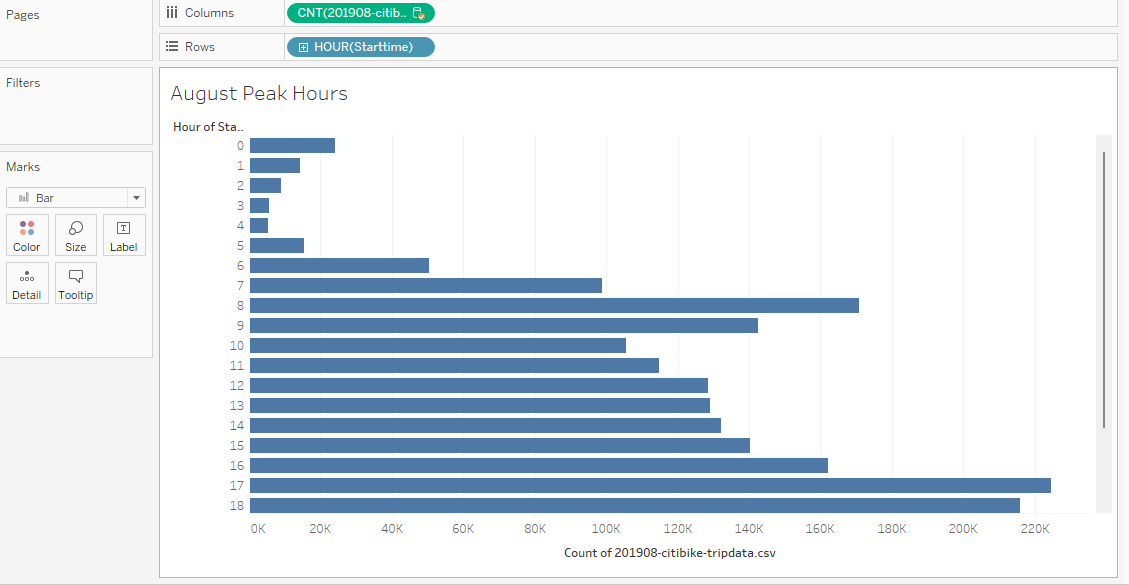 Pages
Columns
CNT(201908-citib..
Rows
HOUR(Starttime)
Filters
Marks
Bar
Color
Size
Label
Detail
Tooltip
August Peak Hours
Hour of Sta..
0
1
2
3
4
5
6
7
8
9
10
11
12
13
14
15
16
17
18
0K 20K 40K 60K 80K 100K 120K 140K 160K 180K 200K 220K
Count of 201908-citibike-tripdata.csv